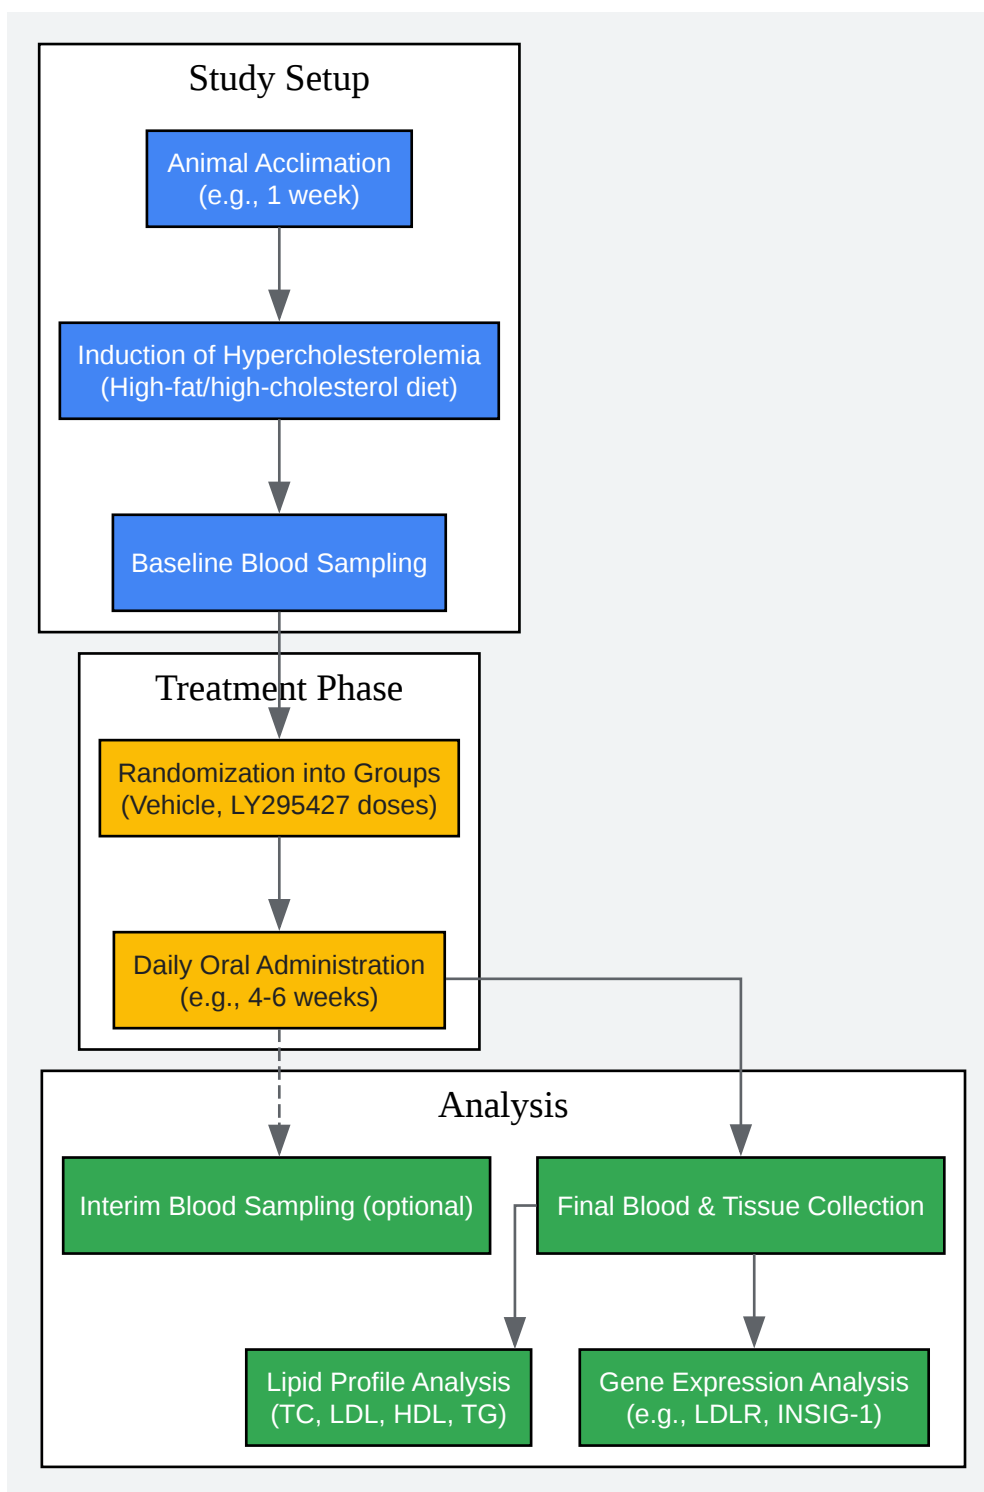 Study Setup
Animal Acclimation
(e.g., 1 week)
Induction of Hypercholesterolemia
(High-fat/high-cholesterol diet)
Baseline Blood Sampling
Treatment Phase
Randomization into Groups
(Vehicle, LY295427 doses)
Daily Oral Administration
(e.g., 4-6 weeks)
Analysis
Interim Blood Sampling (optional)
Final Blood & Tissue Collection
Lipid Profile Analysis
(TC, LDL, HDL, TG)
Gene Expression Analysis
(e.g., LDLR, INSIG-1)